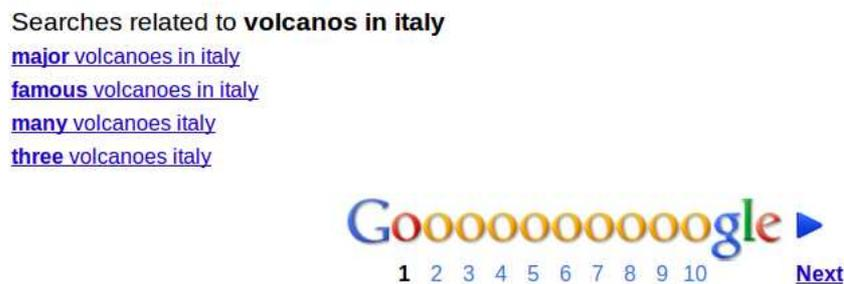 Searches related to volcanos in italy
major volcanoes in italy
famous volcanoes in italy
many volcanoes italy
three volcanoes italy
Goooooooooogle
1 2 3 4 5 6 7 8 9 10 Next